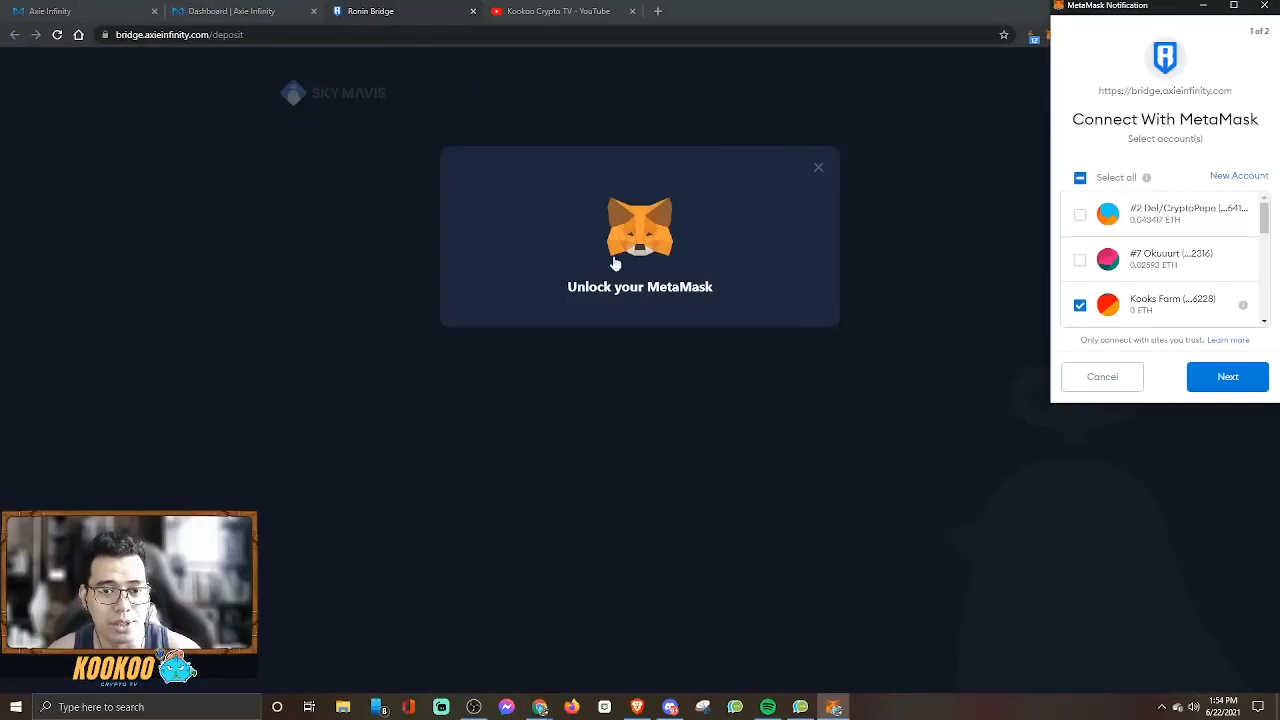 Axie Infinity
Dashboard | Axie Infinity
Ronin Bridge
Kookoo Crypto TV - YouTube
bridge.axieinfinity.com/deposit
12
MetaMask Notification
1 of 2
https://bridge.axieinfinity.com
Connect With MetaMask
Select account(s)
Select all
New Account
#2 Del/CryptoPepe (...641...
0.043417 ETH
#7 Okuuurt (...2316)
0.02593 ETH
Kooks Farm (...6228)
0 ETH
Only connect with sites you trust. Learn more
Cancel
Next
SKY MAVIS
Unlock your MetaMask
KOOKOO
CRYPTO TV
Type here to search
8
1:54 PM
6/22/2021